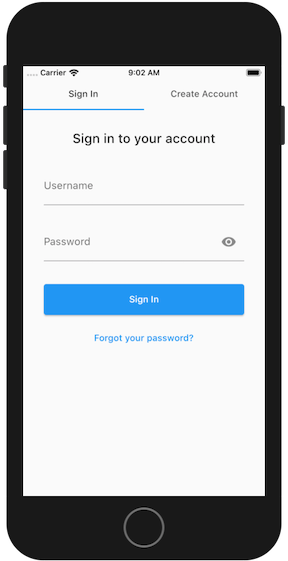 Carrier 9:02 AM
Sign In Create Account
Sign in to your account
Username
Password
Sign In
Forgot your password?